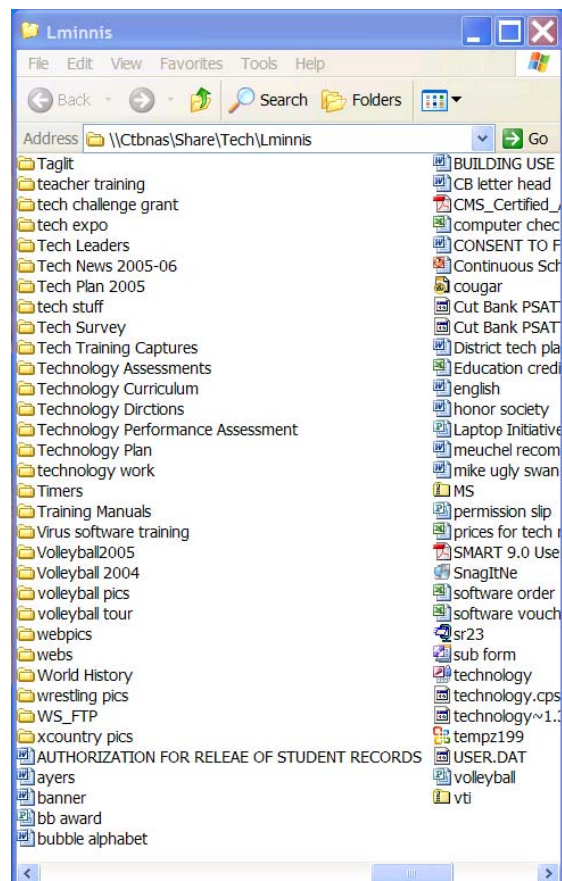 Lminnis
File Edit View Favorites Tools Help
Back Search Folders
Address \\Ctbnas\Share\Tech\Lminnis Go
Taglit
teacher training
tech challenge grant
tech expo
Tech Leaders
Tech News 2005-06
Tech Plan 2005
tech stuff
Tech Survey
Tech Training Captures
Technology Assessments
Technology Curriculum
Technology Dirctions
Technology Performance Assessment
Technology Plan
technology work
Timers
Training Manuals
Virus software training
Volleyball2005
Volleyball 2004
volleyball pics
volleyball tour
webpics
webs
World History
wrestling pics
WS_FTP
xcountry pics
AUTHORIZATION FOR RELEAE OF STUDENT RECORDS
ayers
banner
bb award
bubble alphabet
BUILDING USE
CB letter head
CMS_Certified_
computer chec
CONSENT TO F
Continuous Sch
cougar
Cut Bank PSAT
Cut Bank PSAT
District tech pla
Education credi
english
honor society
Laptop Initiative
meuchel recom
mike ugly swan
MS
permission slip
prices for tech
SMART 9.0 Use
SnagItNe
software order
software vouch
sr23
sub form
technology
technology.cps
technology~1.
tempz199
USER.DAT
volleyball
vti